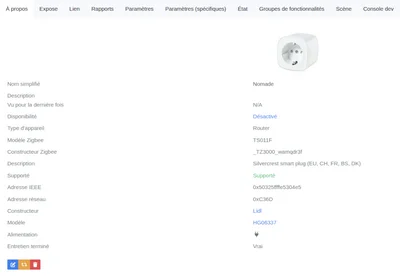 À propos Expose Lien Rapports Paramètres Paramètres (spécifiques) État Groupes de fonctionnalités Scène Console dev
Nom simplifié Nomade
Description
Vu pour la dernière fois N/A
Disponibilité Désactivé
Type d'appareil Router
Modèle Zigbee TS011F
Constructeur Zigbee
Description Silvercrest smart plug (EU, CH, FR, BS, DK)
Supporté Supporté
Adresse IEEE
Adresse réseau 0xC36D
Constructeur Lidl
Modèle HG08337
Alimentation
Entretien terminé Vrai